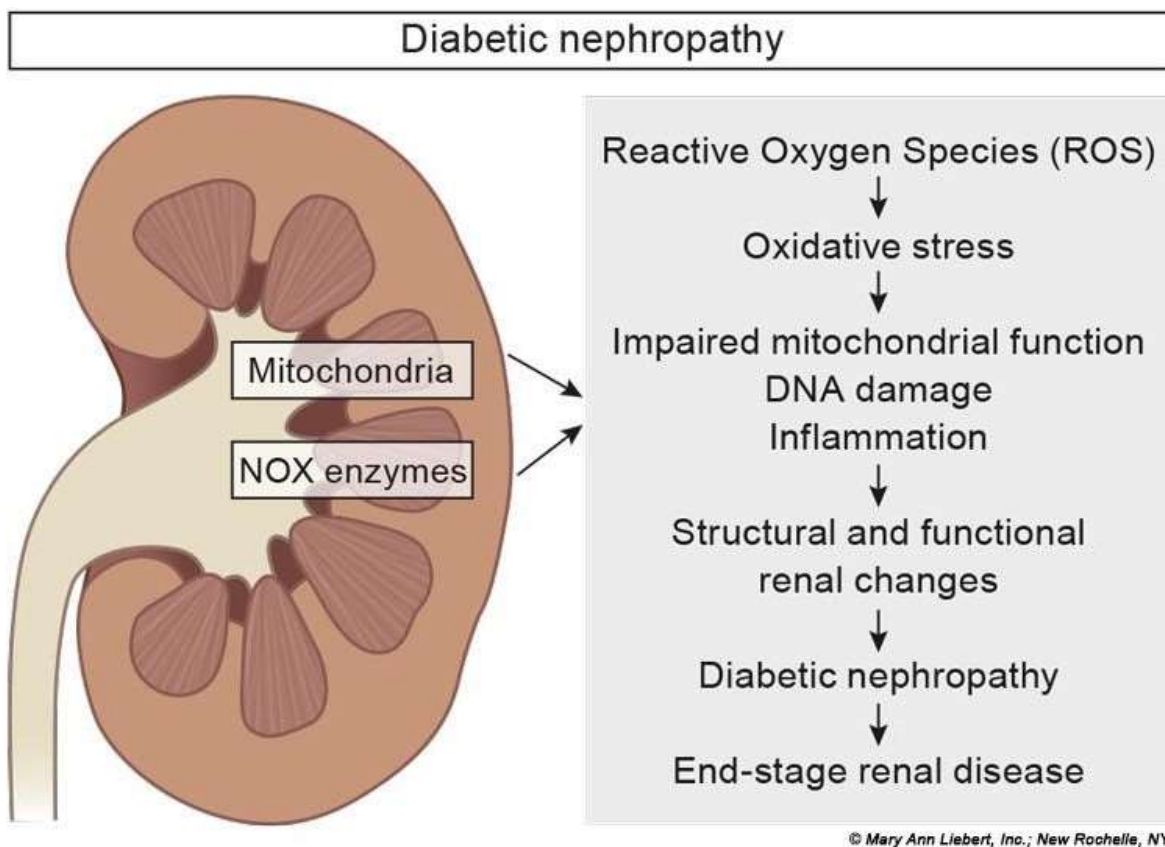 Diabetic nephropathy
Mitochondria
NOX enzymes
Reactive Oxygen Species (ROS)
Oxidative stress
Impaired mitochondrial function
DNA damage
Inflammation
Structural and functional
renal changes
Diabetic nephropathy
End-stage renal disease
© Mary Ann Liebert, Inc.; New Rochelle, NY